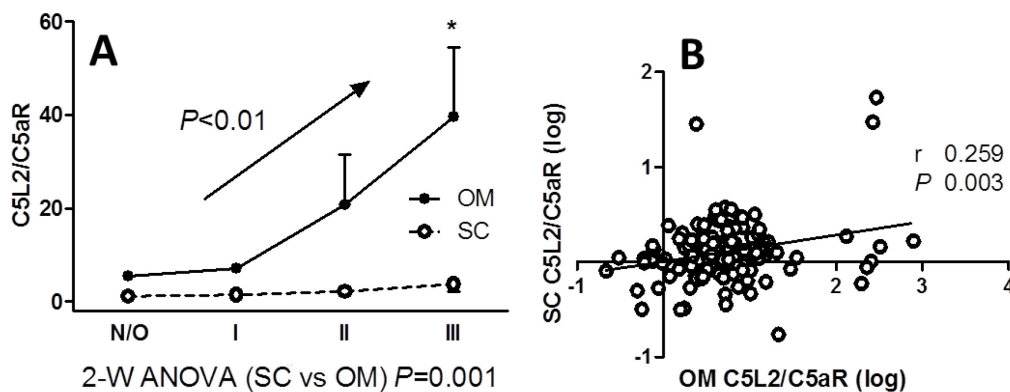 A
C5L2/C5aR
60
40
20
0
*
P<0.01
OM
SC
N/O I II III
2-W ANOVA (SC vs OM) P=0.001
B
SC C5L2/C5aR (log)
2
1
-1
-1 1 2 3 4
r 0.259
P 0.003
OM C5L2/C5aR (log)